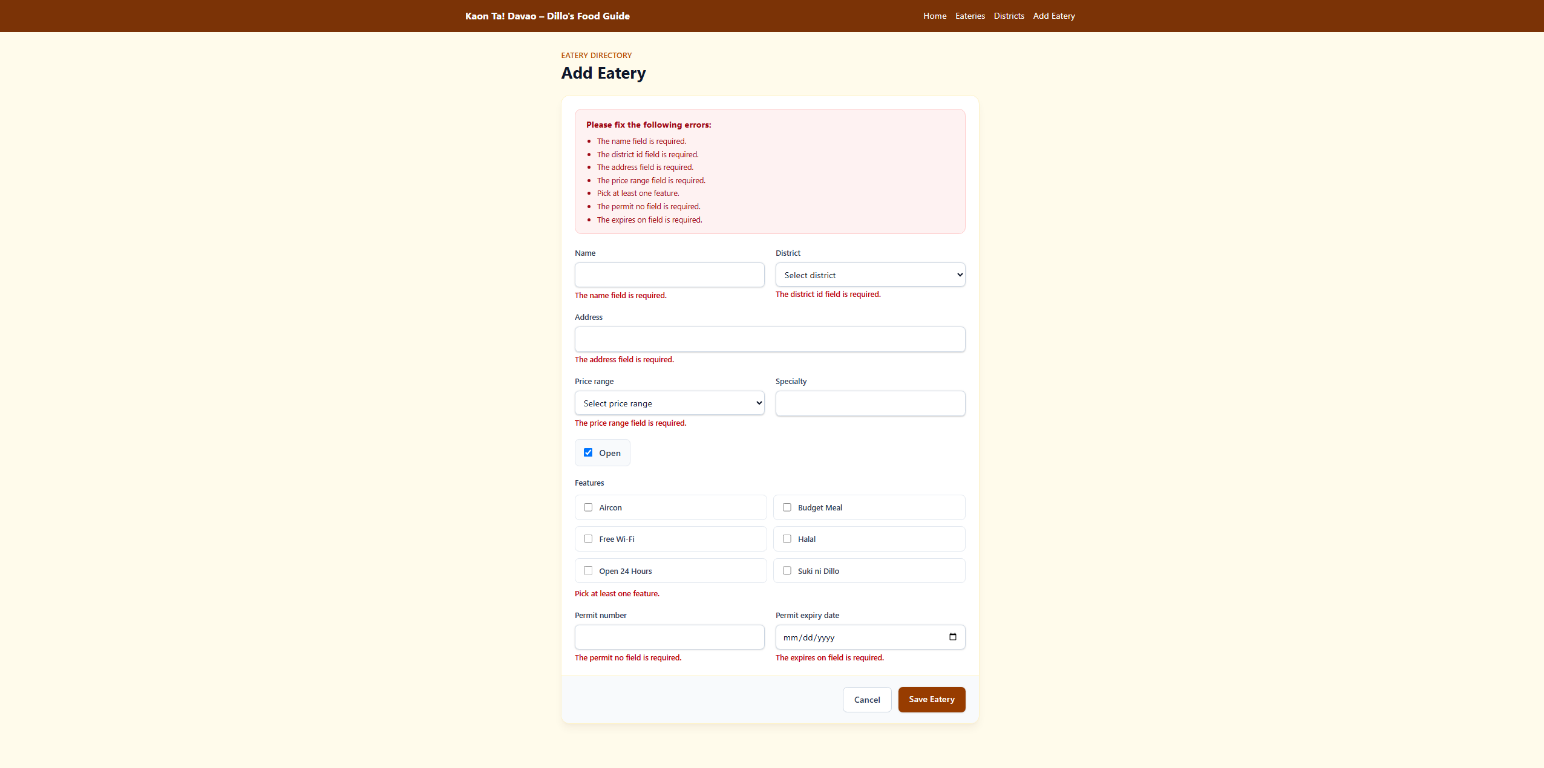 Kaon Ta! Davao – Dillo's Food Guide
Home Eateries Districts Add Eatery
EATERY DIRECTORY
Add Eatery
Please fix the following errors:
• The name field is required.
• The district id field is required.
• The address field is required.
• The price range field is required.
• Pick at least one feature.
• The permit no field is required.
• The expires on field is required.
Name
District
Select district
The name field is required.
The district id field is required.
Address
The address field is required.
Price range
Specialty
Select price range
The price range field is required.
Open
Features
Aircon
Budget Meal
Free Wi-Fi
Halal
Open 24 Hours
Suki ni Dillo
Pick at least one feature.
Permit number
Permit expiry date
mm/dd/yyyy
The permit no field is required.
The expires on field is required.
Cancel
Save Eatery